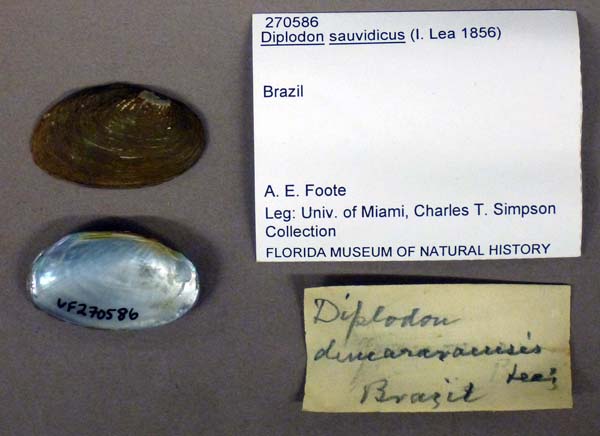 270586
Diplodon sauvidicus (I. Lea 1856)
Brazil
A. E. Foote
Leg: Univ. of Miami, Charles T. Simpson
Collection
FLORIDA MUSEUM OF NATURAL HISTORY
UF270586
Diplodon
Lea
Brazil